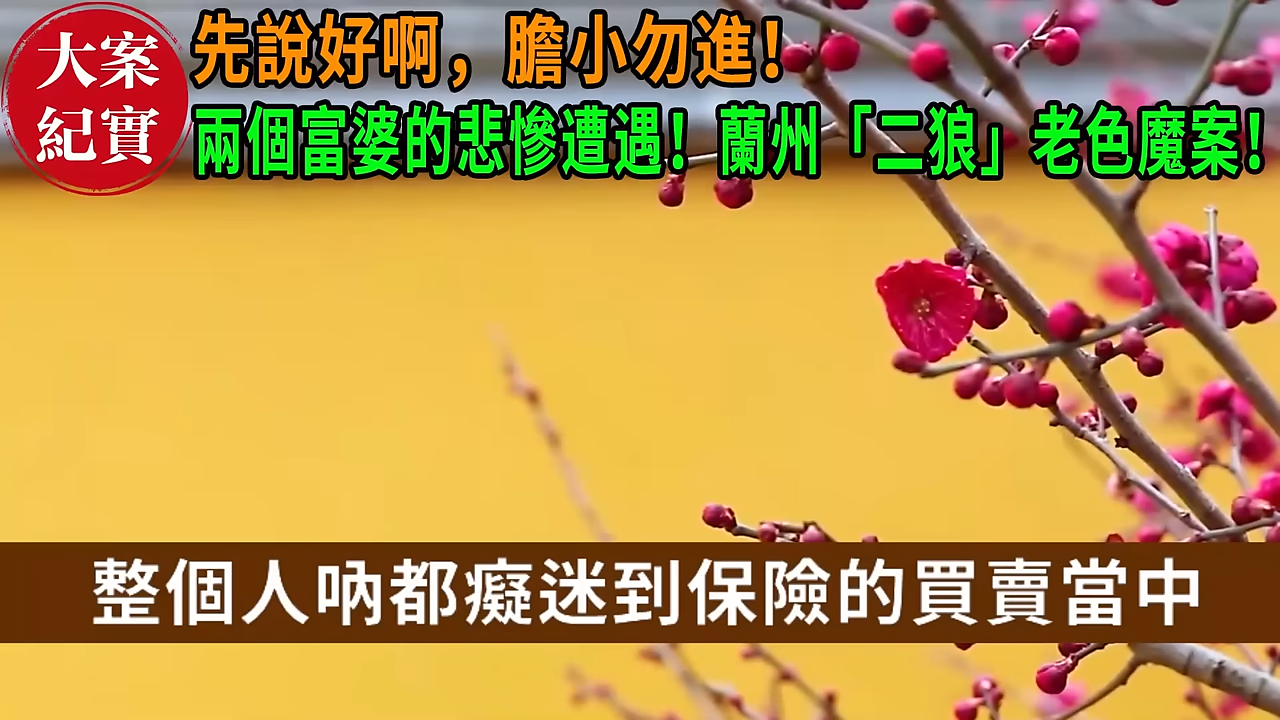 大案
紀實
先說好啊，膽小勿進！
兩個富婆的悲慘遭遇！蘭州「二狼」老色魔案！
整個人吶都癡迷到保險的買賣當中